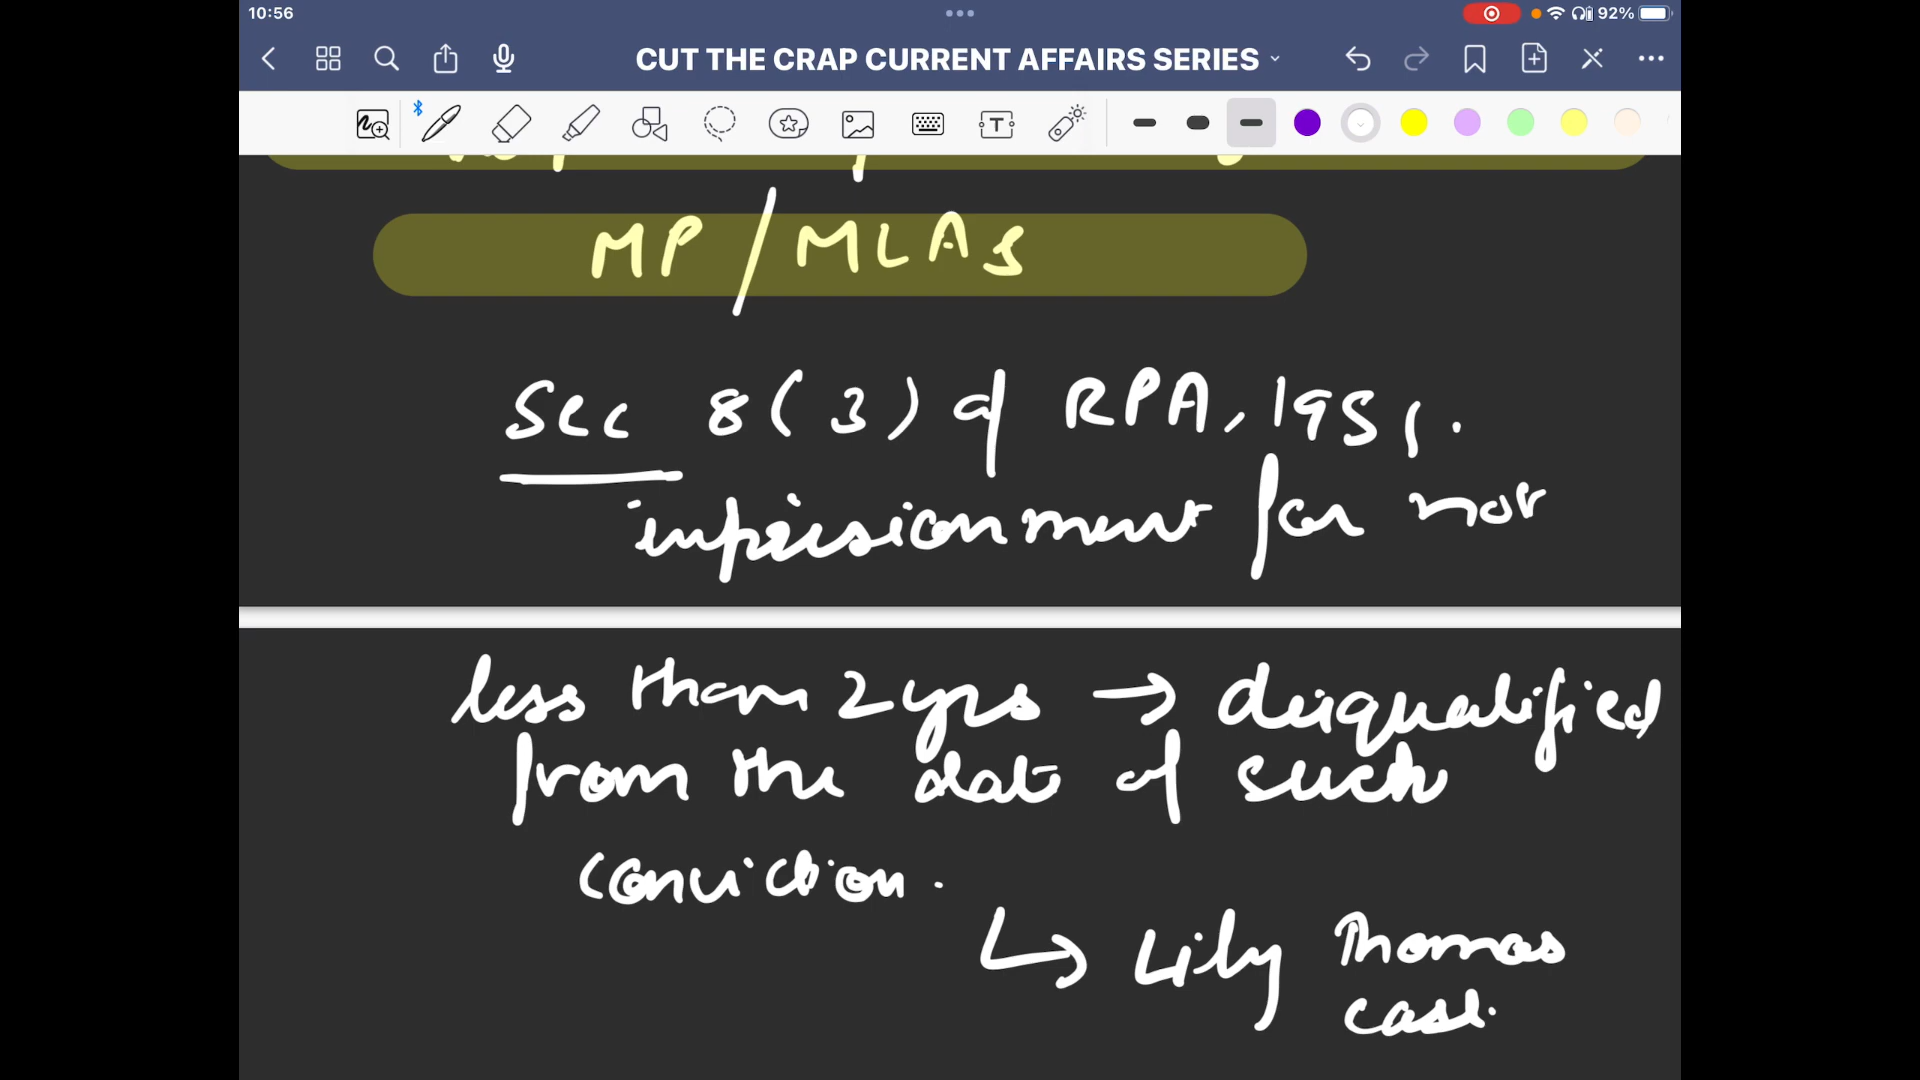 10:56
92%
CUT THE CRAP CURRENT AFFAIRS SERIES
MP/MLAs
Sec 8(3) of RPA, 1951.
imprisionment for not
less than 2 yrs → disqualified
from the date of such
conviction.
↳ Lily Thomas
case.